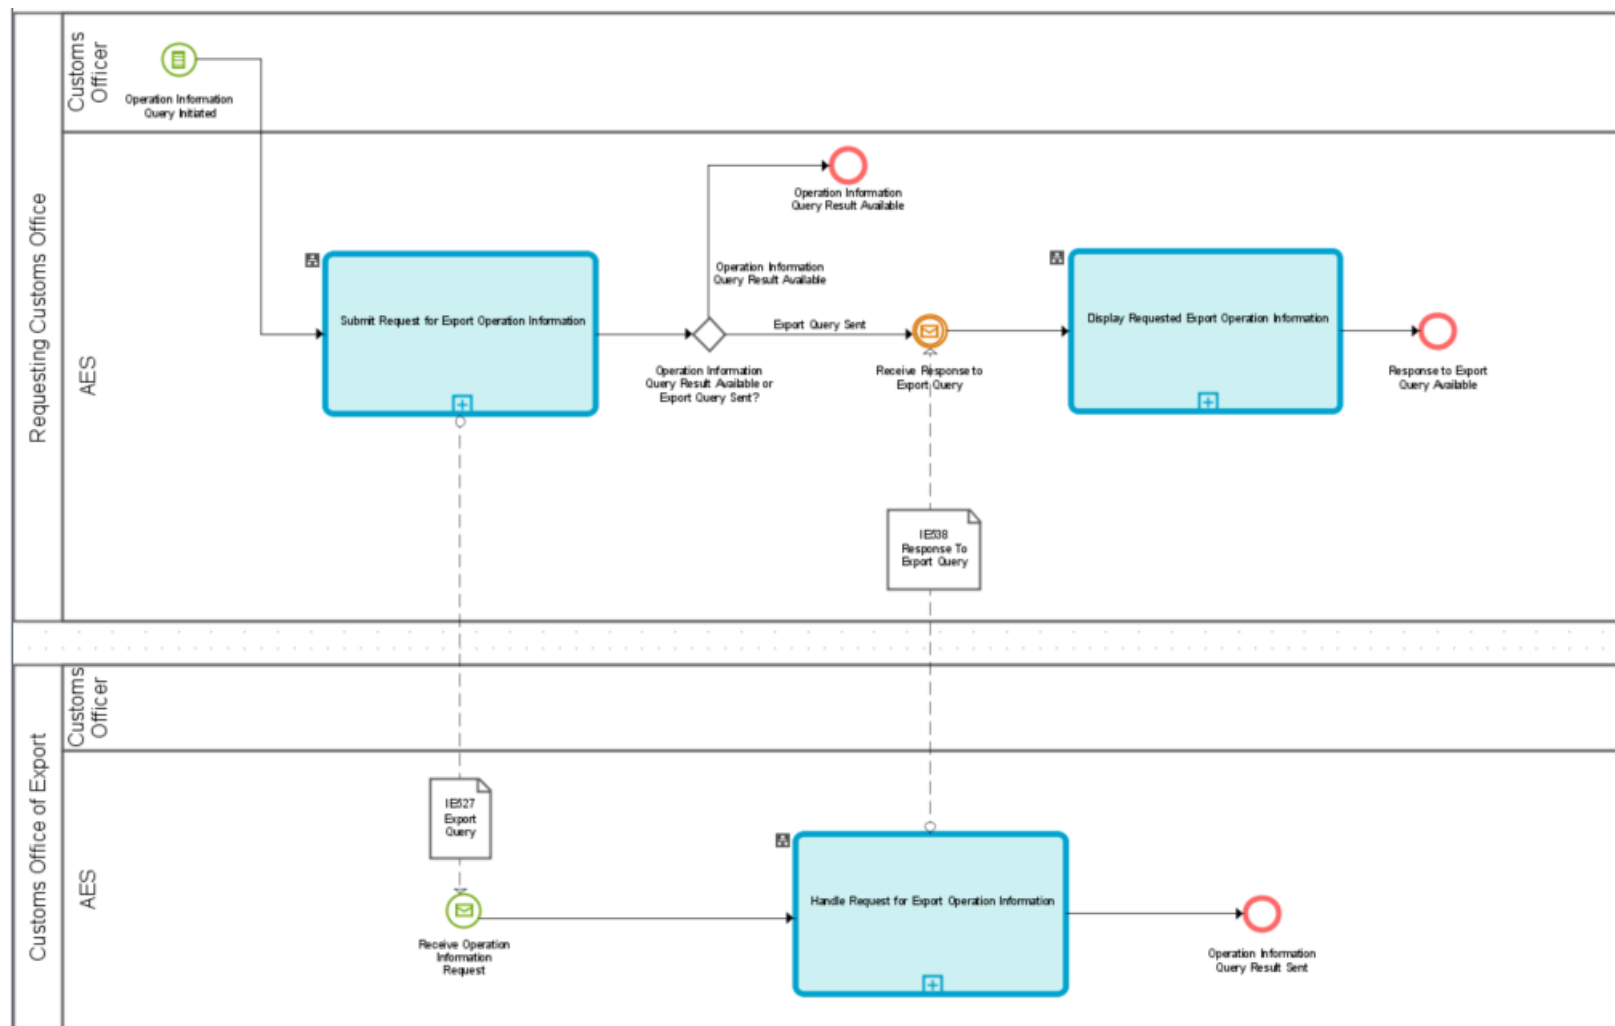 Requesting Customs Office
Customs
Officer
Operation Information
Query Initiated
AES
Operation Information
Query Result Available
Submit Request for Export Operation Information
Operation Information
Query Result Available
Export Query Sent
Operation Information
Query Result Available or
Export Query Sent?
Receive Response to
Export Query
Display Requested Export Operation Information
Response to Export
Query Available
IE538
Response To
Export Query
Customs Office of Export
Customs
Officer
AES
IE527
Export
Query
Receive Operation
Information
Request
Handle Request for Export Operation Information
Operation Information
Query Result Sent